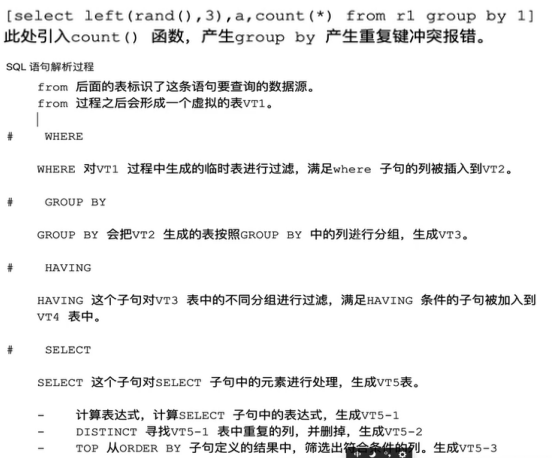 [select left(rand(),3),a,count(*) from r1 group by 1]
此处引入count() 函数，产生group by 产生重复键冲突报错。
SQL 语句解析过程
from 后面的表标识了这条语句要查询的数据源。
from 过程之后会形成一个虚拟的表VT1。
# WHERE
WHERE 对VT1 过程中生成的临时表进行过滤，满足where 子句的列被插入到VT2。
# GROUP BY
GROUP BY 会把VT2 生成的表按照GROUP BY 中的列进行分组，生成VT3。
# HAVING
HAVING 这个子句对VT3 表中的不同分组进行过滤，满足HAVING 条件的子句被加入到
VT4 表中。
# SELECT
SELECT 这个子句对SELECT 子句中的元素进行处理，生成VT5表。
- 计算表达式，计算SELECT 子句中的表达式，生成VT5-1
- DISTINCT 寻找VT5-1 表中重复的列，并删掉，生成VT5-2
- TOP 从ORDER BY 子句定义的结果中，筛选出符合条件的列。生成VT5-3